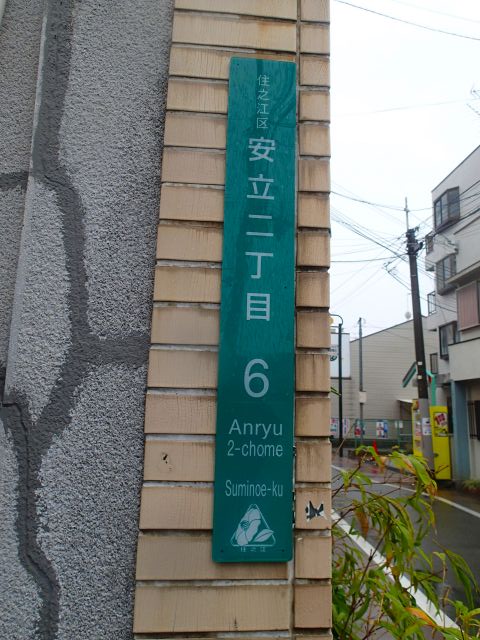 住之江区
安立二丁目
6
Anryu
2-chome
Suminoe-ku
住之江